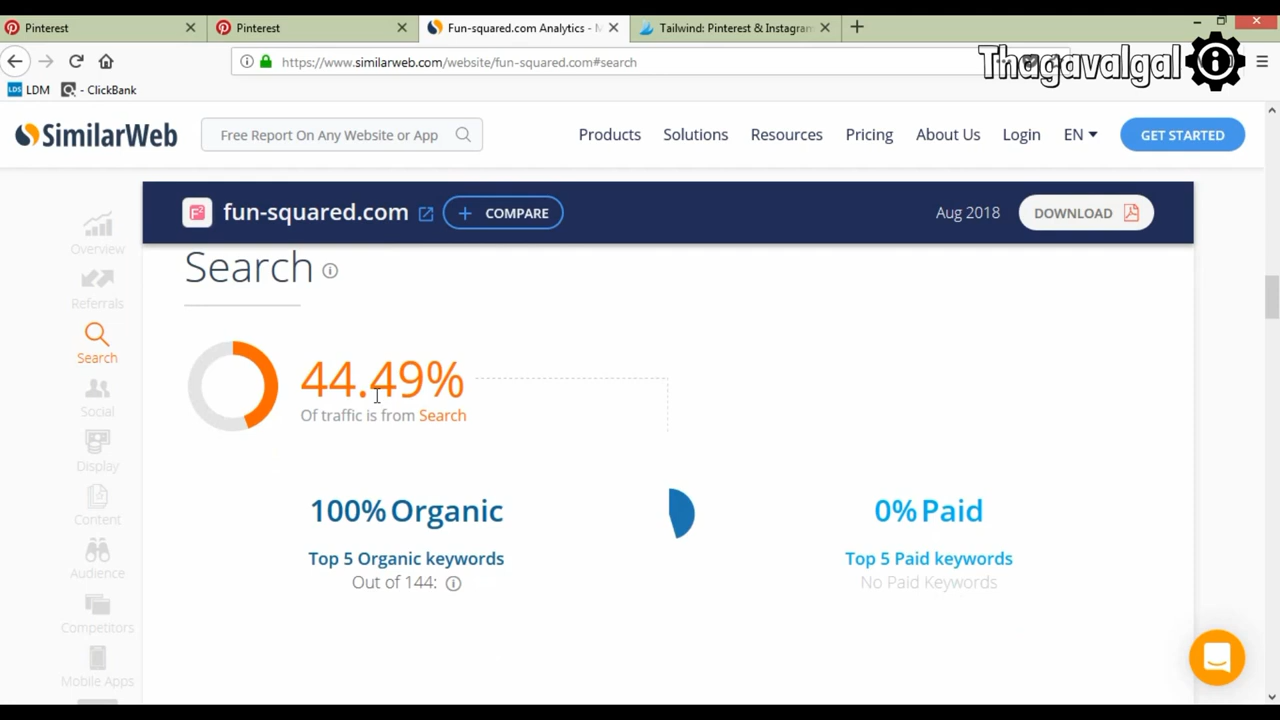 Pinterest
Pinterest
Fun-squared.com Analytics - M
Tailwind: Pinterest & Instagram
https://www.similarweb.com/website/fun-squared.com#search
Thagavalgal
LDS LDM
- ClickBank
SimilarWeb
Free Report On Any Website or App
Products
Solutions
Resources
Pricing
About Us
Login
EN
GET STARTED
fun-squared.com
+ COMPARE
Aug 2018
DOWNLOAD
Overview
Referrals
Search
Social
Display
Content
Audience
Competitors
Mobile Apps
Search
44.49%
Of traffic is from Search
100% Organic
Top 5 Organic keywords
Out of 144:
0% Paid
Top 5 Paid keywords
No Paid Keywords